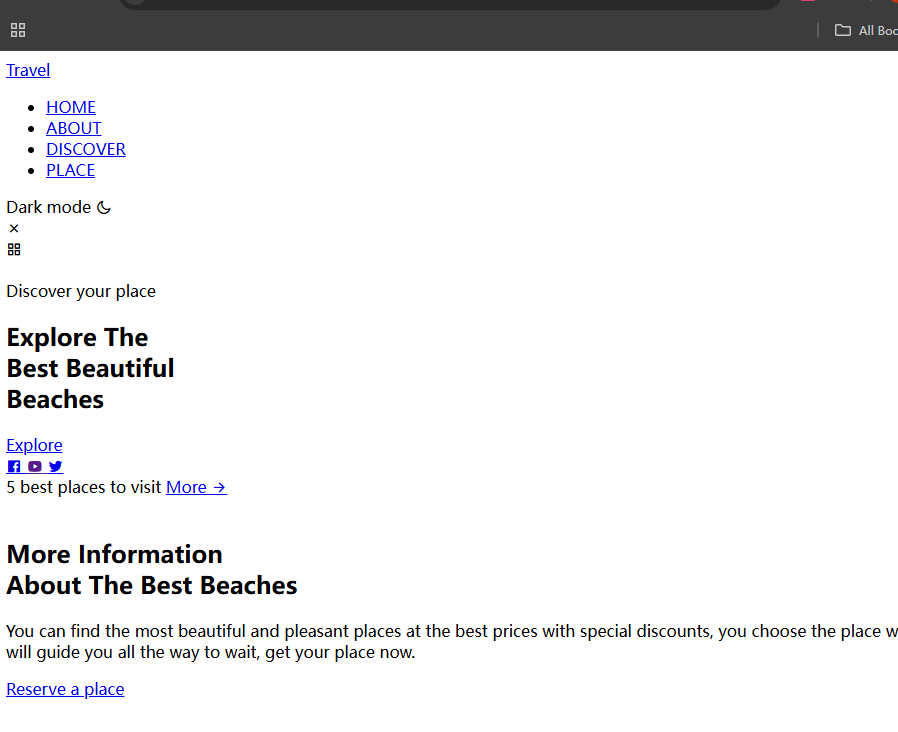 All
Travel
HOME
ABOUT
DISCOVER
PLACE
Dark mode
Discover your place
Explore The
Best Beautiful
Beaches
Explore
5 best places to visit More →
More Information
About The Best Beaches
You can find the most beautiful and pleasant places at the best prices with special discounts, you choose the place
will guide you all the way to wait, get your place now.
Reserve a place